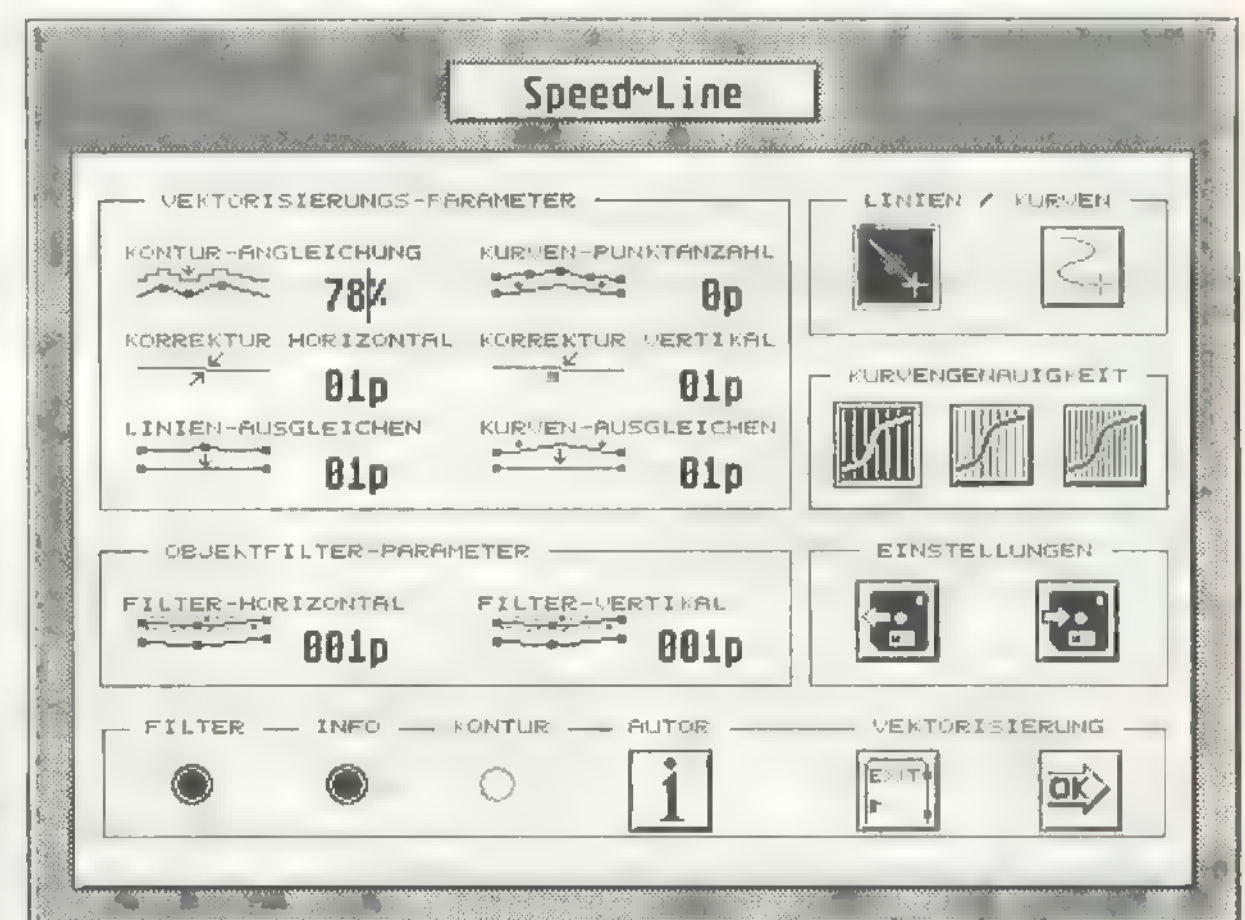 Speed~Line
VEKTORISIERUNGS-PARAMETER
KONTUR-ANGLEICHUNG
78%
KURVEN-PUNKTANZAHL
0p
KORREKTUR HORIZONTAL
01p
KORREKTUR VERTIKAL
01p
LINIEN-AUSGLEICHEN
01p
KURVEN-AUSGLEICHEN
01p
LINIEN / KURVEN
KURVENGENAUIGKEIT
OBJEKTFILTER-PARAMETER
FILTER-HORIZONTAL
001p
FILTER-VERTIKAL
001p
EINSTELLUNGEN
FILTER
INFO
KONTUR
AUTOR
i
VEKTORISIERUNG
EXIT
OK